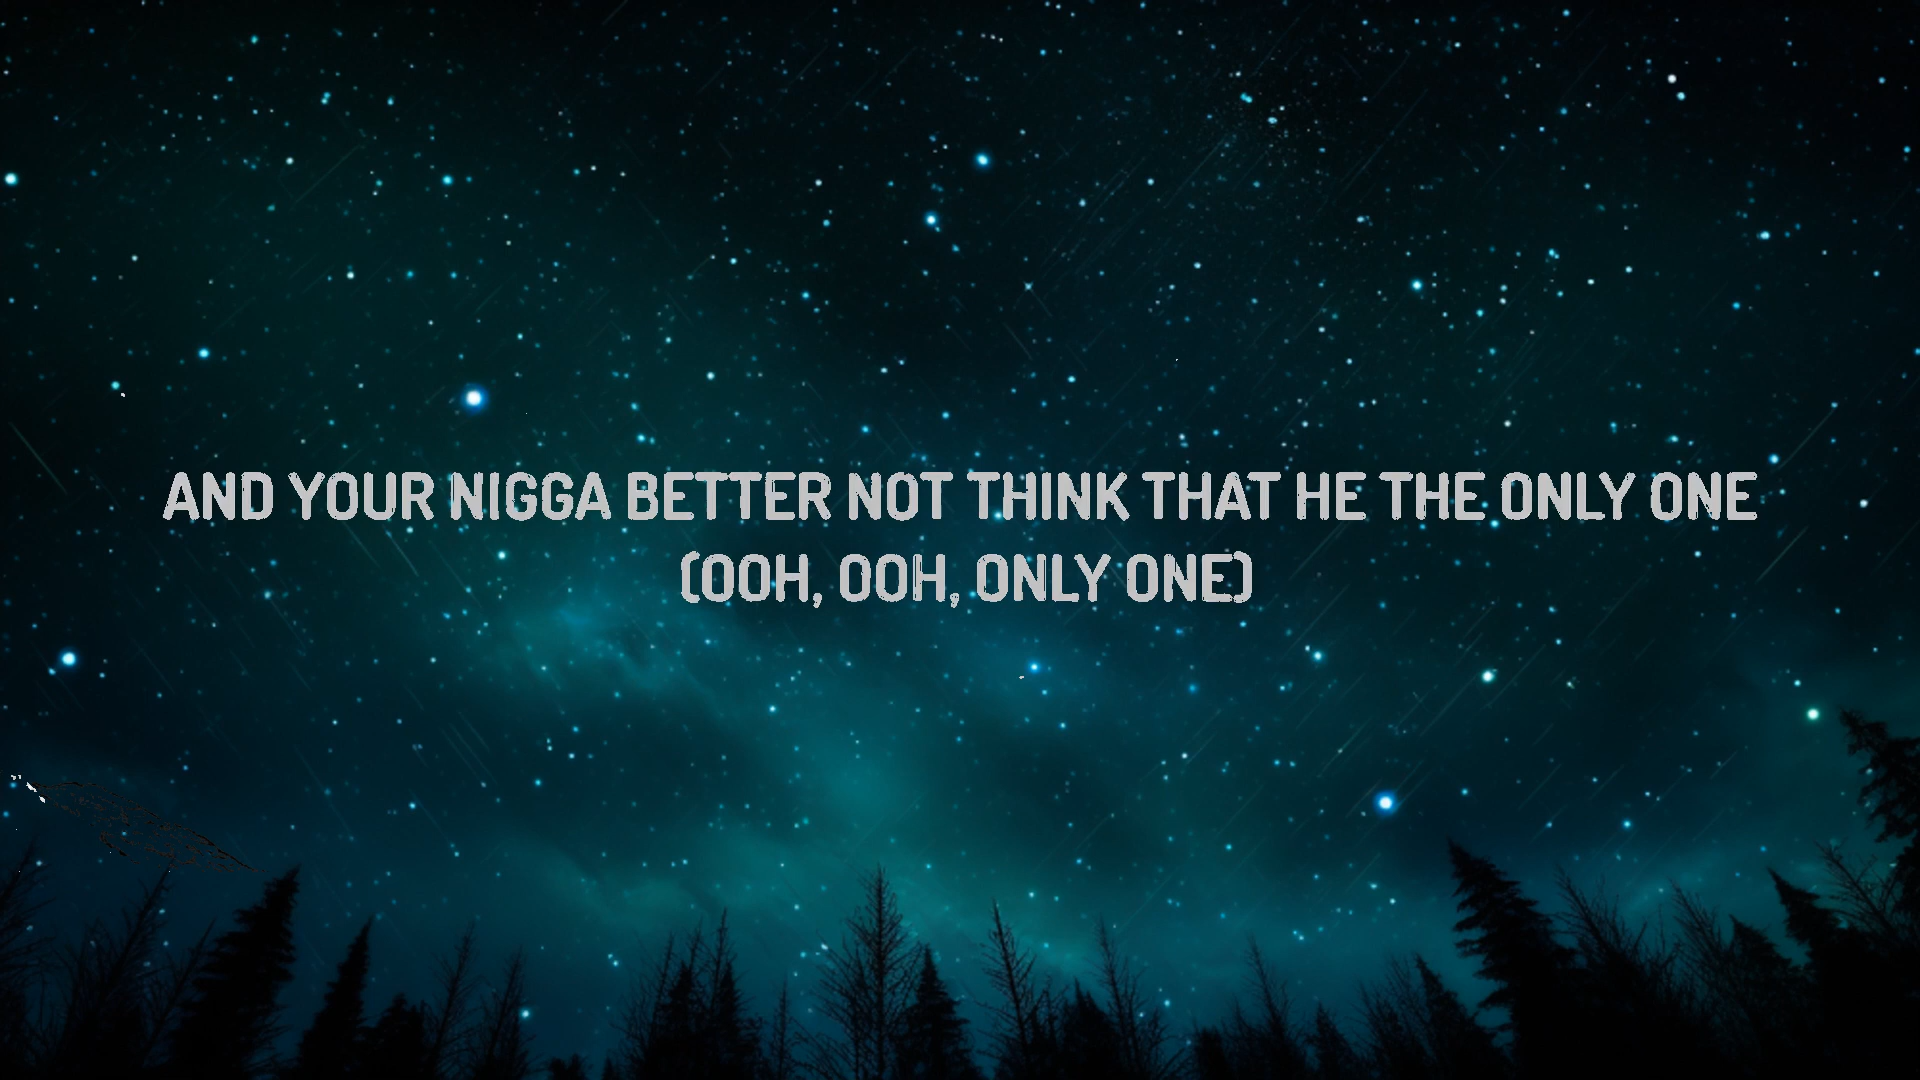 AND YOUR NIGGA BETTER NOT THINK THAT HE THE ONLY ONE
(OOH, OOH, ONLY ONE)